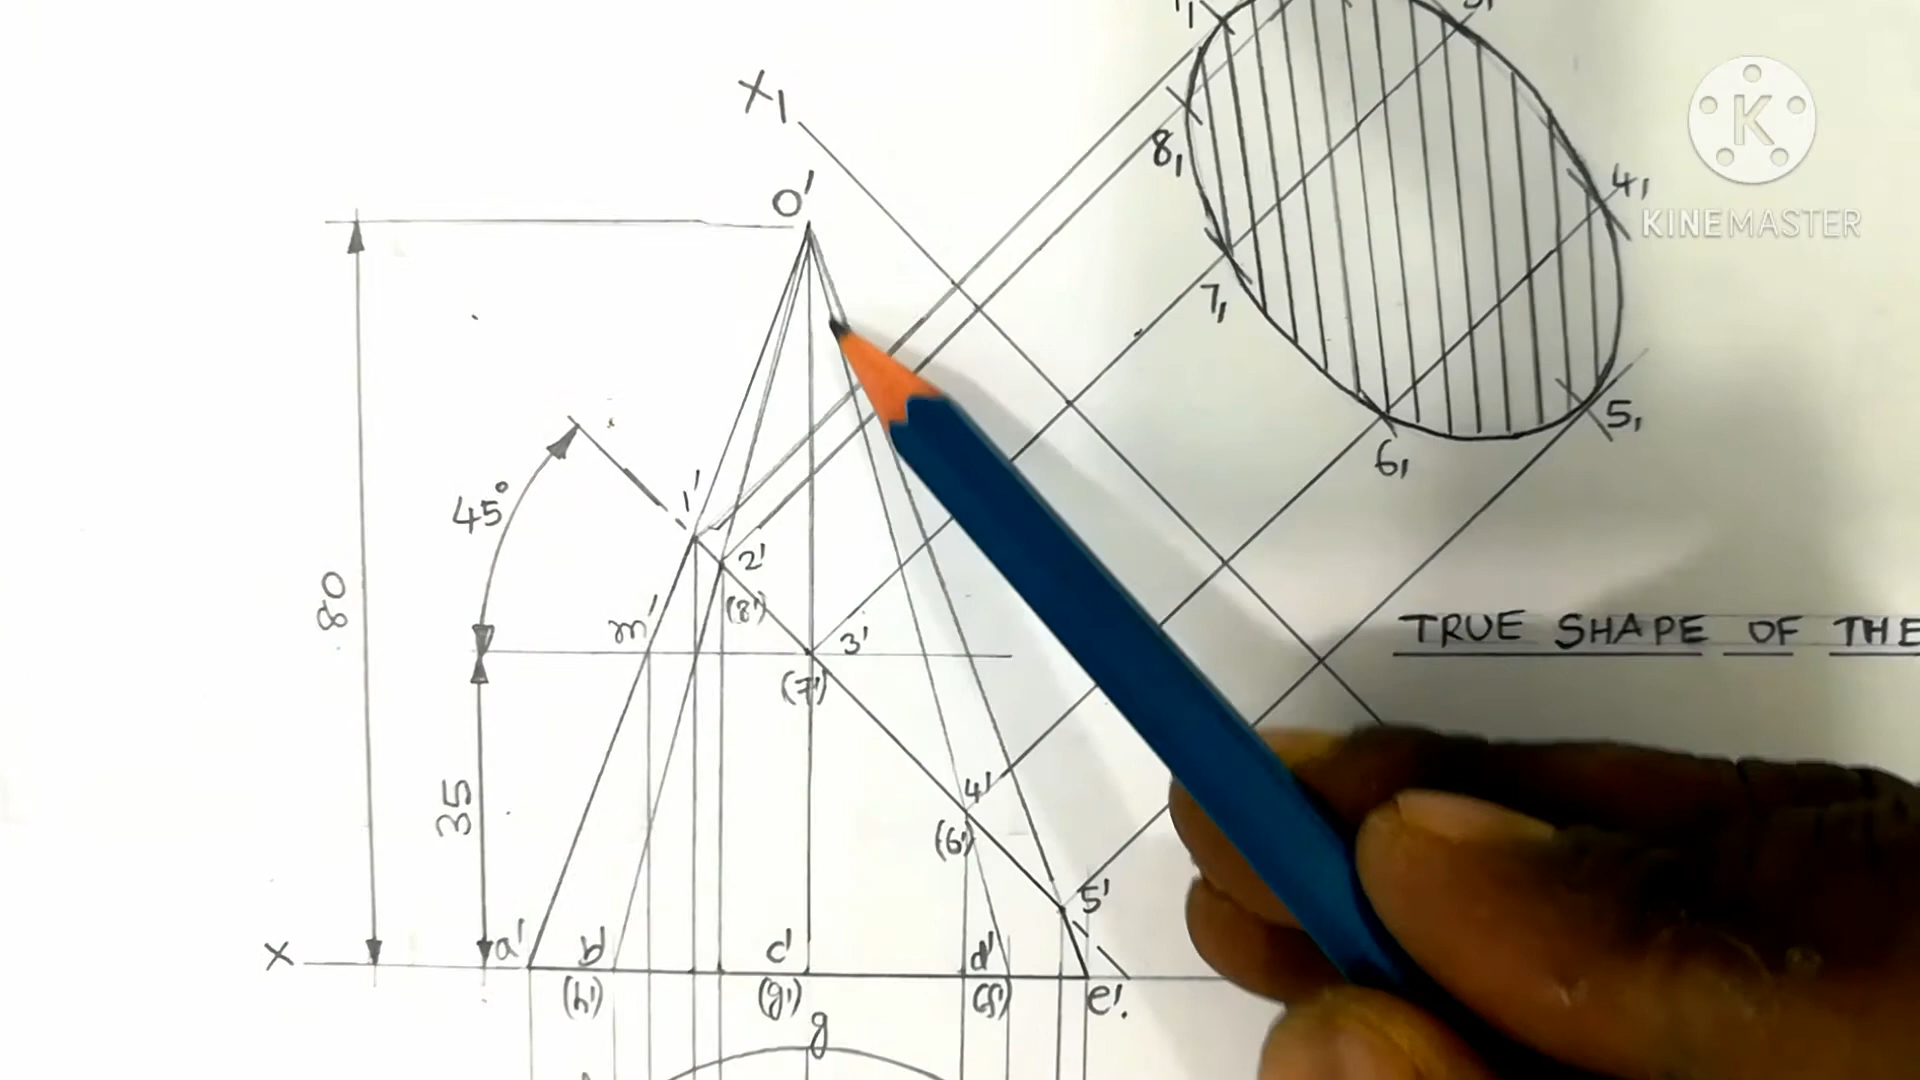 3₁
X₁
K
8₁
O'
4₁
KINEMASTER
7₁
5₁
6₁
45°
1'
2'
(8')
80
m'
3'
(7')
TRUE SHAPE OF THE
35
4'
(6')
5'
X
a'
b'
c'
d'
(h')
(g')
(f')
e'.
g